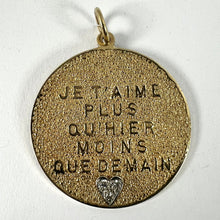 JE T'AIME
PLUS
QU'HIER
MOINS
QUE DEMAIN